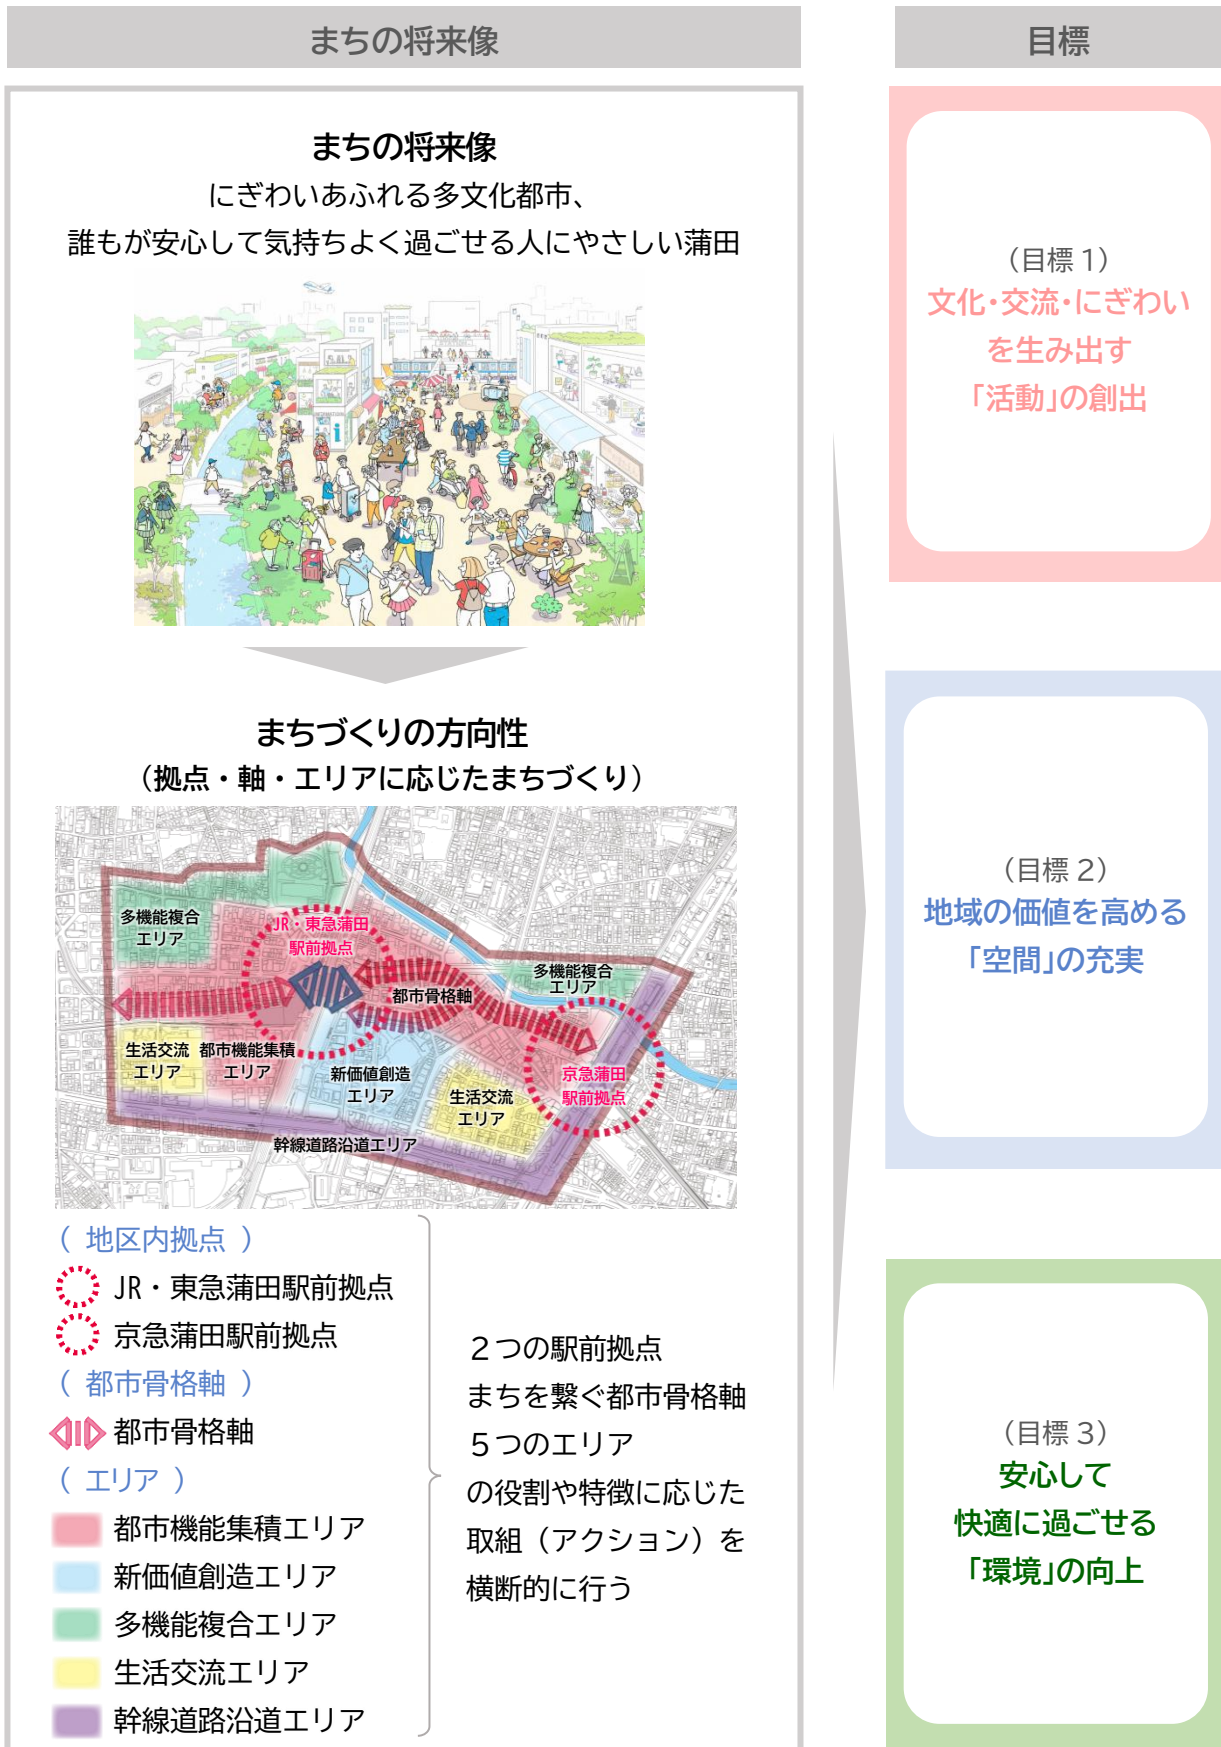 まちの将来像
まちの将来像
にぎわいあふれる多文化都市、
誰もが安心して気持ちよく過ごせる人にやさしい蒲田
まちづくりの方向性
（拠点・軸・エリアに応じたまちづくり）
多機能複合
エリア
JR・東急蒲田
駅前拠点
多機能複合
エリア
都市骨格軸
生活交流
エリア
都市機能集積
エリア
新価値創造
エリア
生活交流
エリア
京急蒲田
駅前拠点
幹線道路沿道エリア
（ 地区内拠点 ）
JR・東急蒲田駅前拠点
京急蒲田駅前拠点
（ 都市骨格軸 ）
都市骨格軸
（ エリア ）
都市機能集積エリア
新価値創造エリア
多機能複合エリア
生活交流エリア
幹線道路沿道エリア
２つの駅前拠点
まちを繋ぐ都市骨格軸
５つのエリア
の役割や特徴に応じた
取組（アクション）を
横断的に行う
目標
（目標１）
文化・交流・にぎわい
を生み出す
「活動」の創出
（目標２）
地域の価値を高める
「空間」の充実
（目標３）
安心して
快適に過ごせる
「環境」の向上